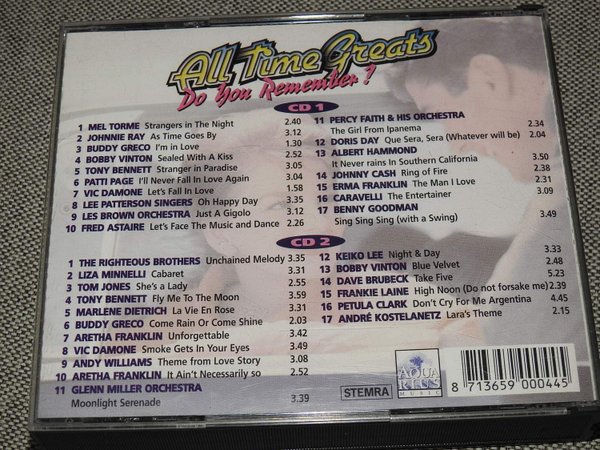 All Time Greats
Do You Remember?
CD 1
1 MEL TORME Strangers in The Night 2.40
2 JOHNNIE RAY As Time Goes By 3.12
3 BUDDY GRECO I'm in Love 1.30
4 BOBBY VINTON Sealed With A Kiss 2.52
5 TONY BENNETT Stranger in Paradise 3.05
6 PATTI PAGE I'll Never Fall in Love Again 3.04
7 VIC DAMONE Let's Fall in Love 1.58
8 LEE PATTERSON SINGERS Oh Happy Day 3.35
9 LES BROWN ORCHESTRA Just A Gigolo 3.12
10 FRED ASTAIRE Let's Face The Music and Dance 2.26
11 PERCY FAITH & HIS ORCHESTRA
The Girl From Ipanema 2.34
12 DORIS DAY Que Sera, Sera (Whatever will be) 2.04
13 ALBERT HAMMOND
It Never rains In Southern California 3.50
14 JOHNNY CASH Ring of Fire 2.38
15 ERMA FRANKLIN The Man I Love 2.31
16 CARAVELLI The Entertainer 3.09
17 BENNY GOODMAN
Sing Sing Sing (with a Swing) 3.49
CD 2
1 THE RIGHTEOUS BROTHERS Unchained Melody 3.35
2 LIZA MINNELLI Cabaret 3.31
3 TOM JONES She's a Lady 2.55
4 TONY BENNETT Fly Me To The Moon 3.59
5 MARLENE DIETRICH La Vie En Rose 3.31
6 BUDDY GRECO Come Rain Or Come Shine 2.03
7 ARETHA FRANKLIN Unforgettable 3.42
8 VIC DAMONE Smoke Gets In Your Eyes 3.49
9 ANDY WILLIAMS Theme from Love Story 3.08
10 ARETHA FRANKLIN It Ain't Necessarily so 2.52
11 GLENN MILLER ORCHESTRA
Moonlight Serenade 3.39
12 KEIKO LEE Night & Day 3.33
13 BOBBY VINTON Blue Velvet 2.48
14 DAVE BRUBECK Take Five 5.23
15 FRANKIE LAINE High Noon (Do not forsake me) 2.39
16 PETULA CLARK Don't Cry For Me Argentina 4.45
17 ANDRÉ KOSTELANETZ Lara's Theme 2.15
STEMRA
AQUA
RIUS
MUSIC
8 713659 000445